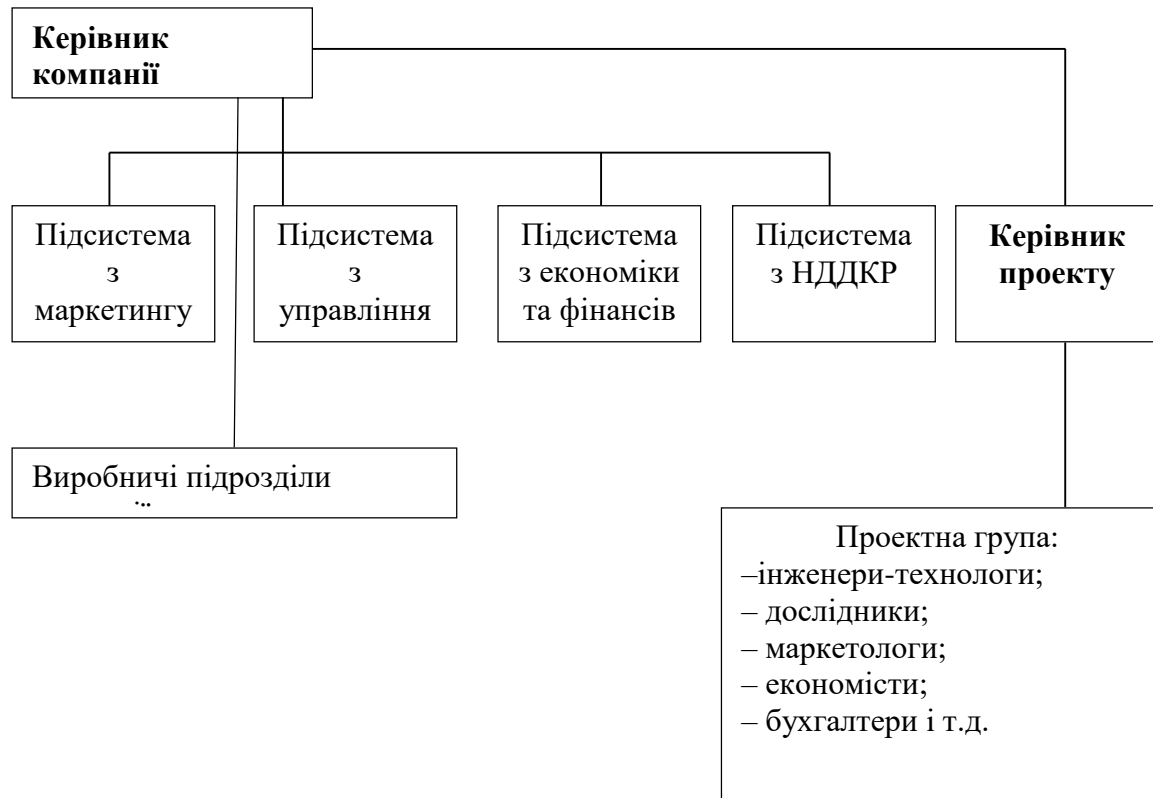 Керівник
компанії
Підсистема
з
маркетингу
Підсистема
з
управління
Підсистема
з економіки
та фінансів
Підсистема
з НДДКР
Керівник
проекту
Виробничі підрозділи
Проектна група:
–інженери-технологи;
– дослідники;
– маркетологи;
– економісти;
– бухгалтери і т.д.